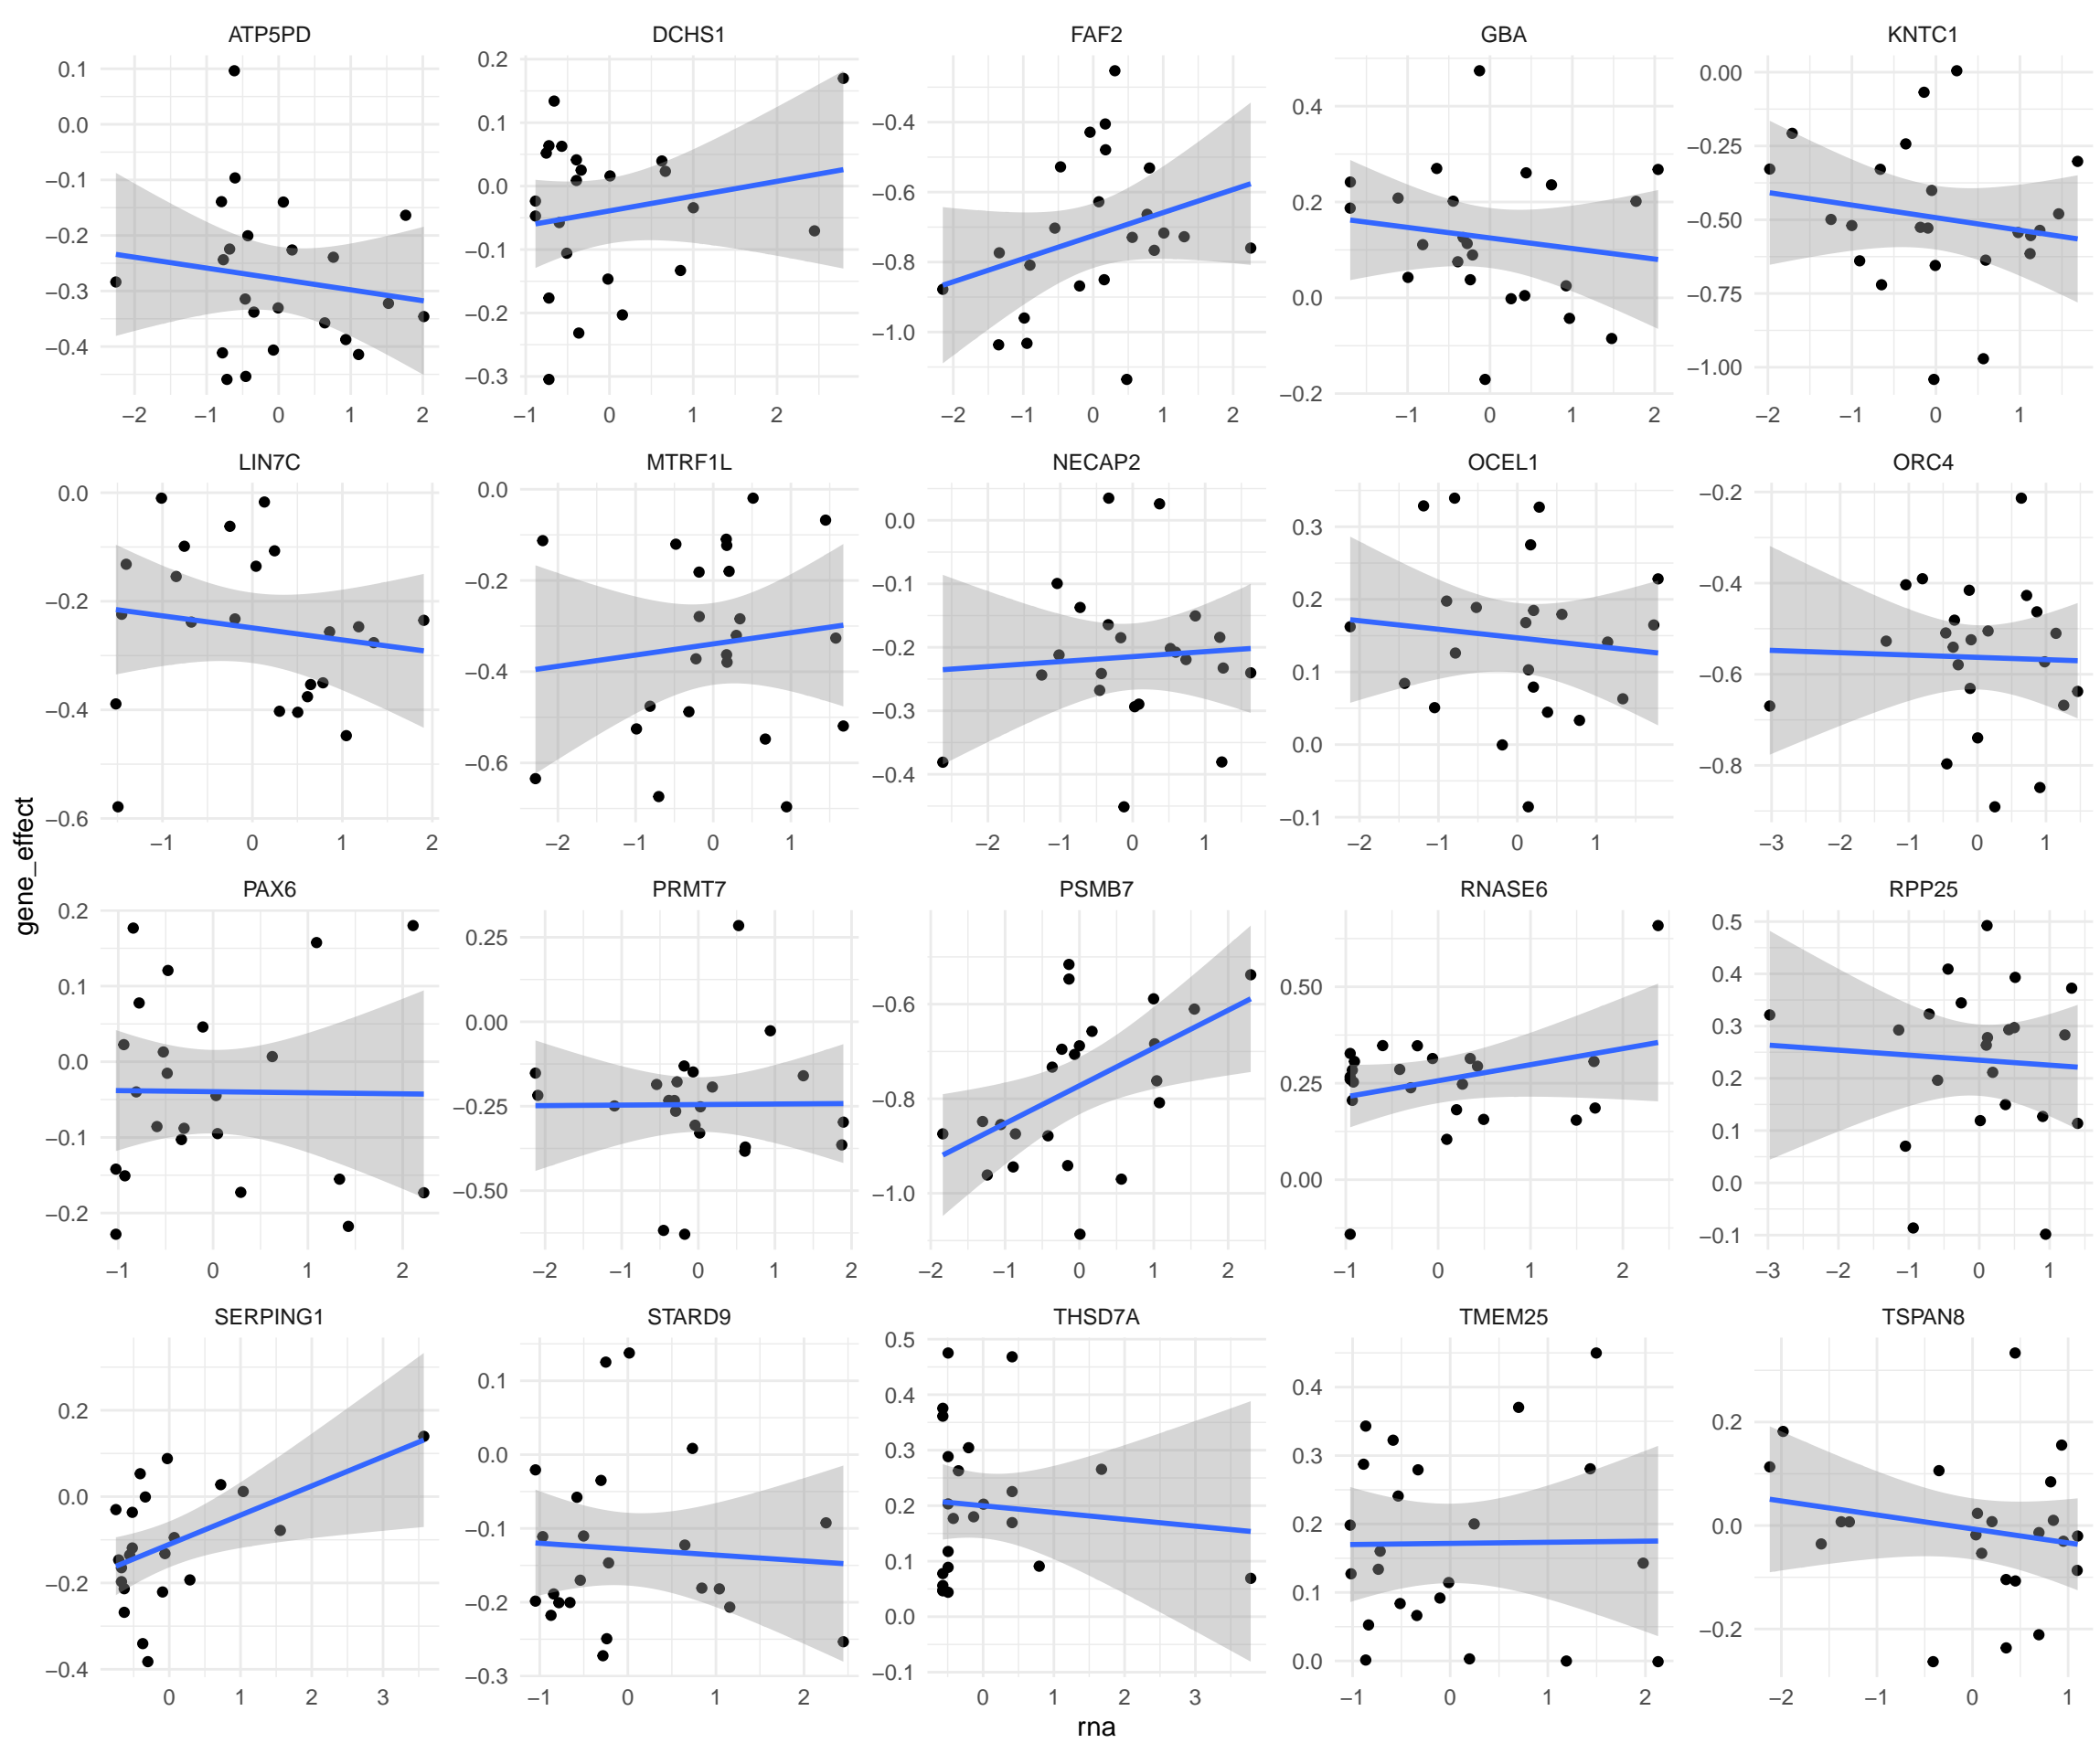 ATP5PD DCHS1 FAF2 GBA KNTC1
0.1 0.0 −0.1 −0.2 −0.3 −0.4
−2 −1 0 1 2
0.2 0.1 0.0 −0.1 −0.2 −0.3
−1 0 1 2
−0.4 −0.6 −0.8 −1.0
−2 −1 0 1 2
0.4 0.2 0.0 −0.2
−1 0 1 2
0.00 −0.25 −0.50 −0.75 −1.00
−2 −1 0 1
LIN7C MTRF1L NECAP2 OCEL1 ORC4
0.0 −0.2 −0.4 −0.6
−1 0 1 2
0.0 −0.2 −0.4 −0.6
−2 −1 0 1
0.0 −0.1 −0.2 −0.3 −0.4
−2 −1 0 1
0.3 0.2 0.1 0.0 −0.1
−2 −1 0 1
−0.2 −0.4 −0.6 −0.8
−3 −2 −1 0 1
gene_effect
PAX6 PRMT7 PSMB7 RNASE6 RPP25
0.2 0.1 0.0 −0.1 −0.2
−1 0 1 2
0.25 0.00 −0.25 −0.50
−2 −1 0 1 2
−0.6 −0.8 −1.0
−2 −1 0 1 2
0.50 0.25 0.00
−1 0 1 2
0.5 0.4 0.3 0.2 0.1 0.0 −0.1
−3 −2 −1 0 1
SERPING1 STARD9 THSD7A TMEM25 TSPAN8
0.2 0.0 −0.2 −0.4
0 1 2 3
0.1 0.0 −0.1 −0.2 −0.3
−1 0 1 2
0.5 0.4 0.3 0.2 0.1 0.0 −0.1
0 1 2 3
0.4 0.3 0.2 0.1 0.0
−1 0 1 2
0.2 0.0 −0.2
−2 −1 0 1
rna